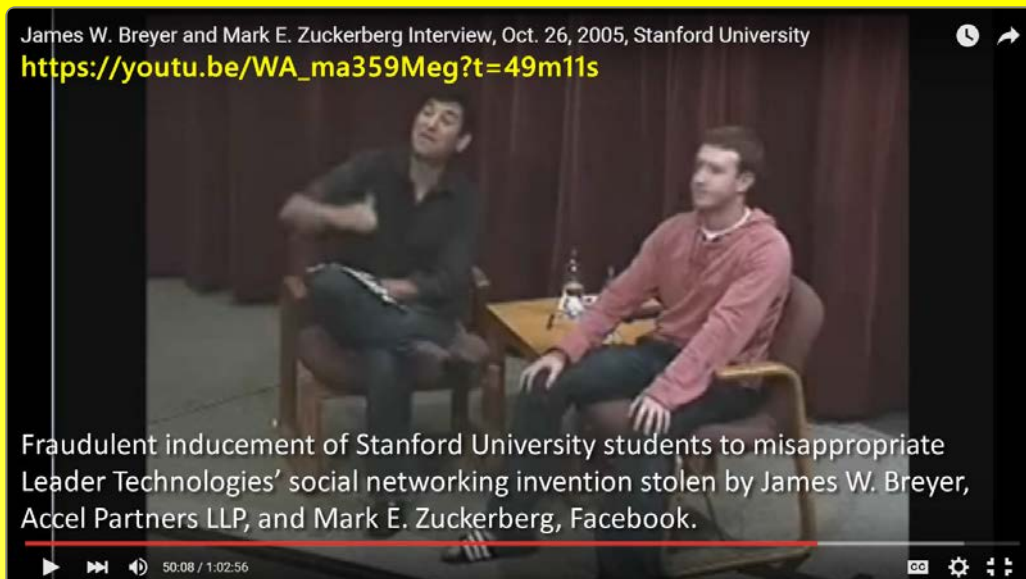 James W. Breyer and Mark E. Zuckerberg Interview, Oct. 26, 2005, Stanford University
https://youtu.be/WA_ma359Meg?t=49m11s
Fraudulent inducement of Stanford University students to misappropriate
Leader Technologies’ social networking invention stolen by James W. Breyer,
Accel Partners LLP, and Mark E. Zuckerberg, Facebook.
50:08 / 1:02:56
CC